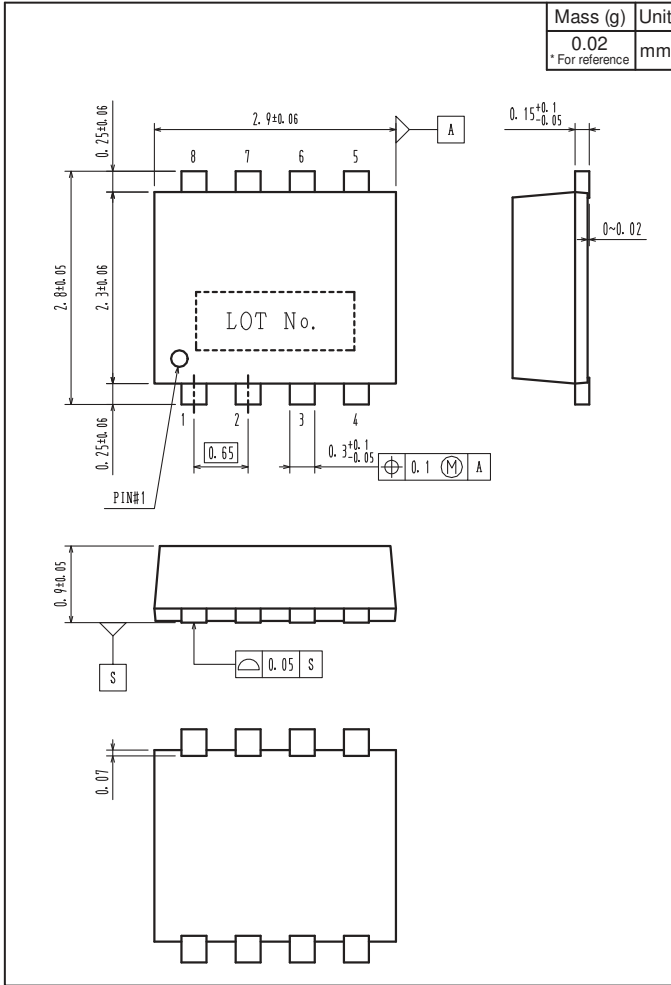 Mass (g) Unit
0.02 mm
* For reference
0.15+0.1 -0.05
2.9±0.06
A
0.25±0.06
8 7 6 5
0~0.02
2.8±0.05
2.3±0.06
LOT No.
0.25±0.06
1 2 3 4
0.65
0.3+0.1 -0.05
0.1 Ⓜ A
PIN#1
0.9±0.05
S
0.05 S
0.07